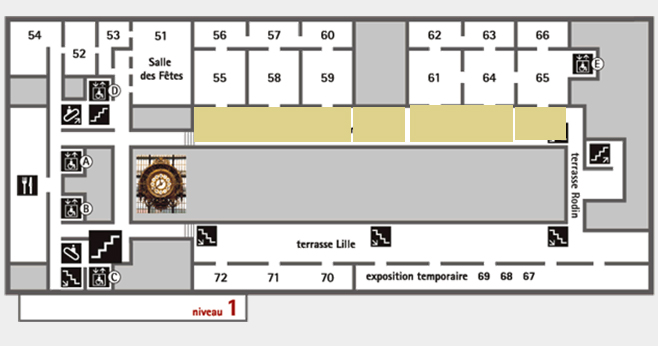 54
53
51
56
57
60
62
63
66
52
Salle
des Fêtes
E
55
58
59
61
64
65
D
A
terrasse Rodin
B
terrasse Lille
C
72
71
70
exposition temporaire 69 68 67
niveau 1